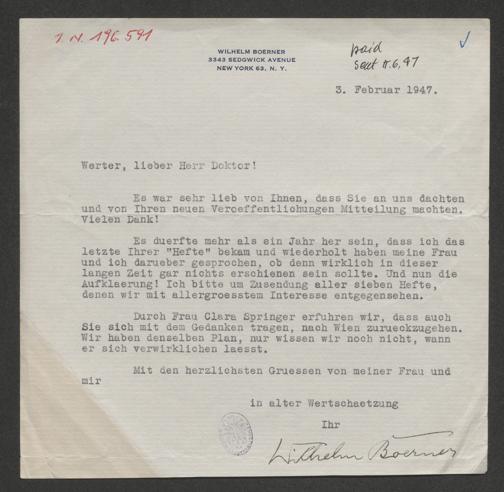 I.N. 196.591
WILHELM BOERNER
3343 SEDGWICK AVENUE
NEW YORK 63, N. Y.
paid
sent 11.6.47
3. Februar 1947.
Werter, lieber Herr Doktor!
Es war sehr lieb von Ihnen, dass Sie an uns dachten
und von Ihren neuen Veroeffentlichungen Mitteilung machten.
Vielen Dank!
Es duerfte mehr als ein Jahr her sein, dass ich das
letzte Ihrer "Hefte" bekam und wiederholt haben meine Frau
und ich darueber gesprochen, ob denn wirklich in dieser
langen Zeit gar nichts erschienen sein sollte. Und nun die
Aufklaerung! Ich bitte um Zusendung aller sieben Hefte,
denen wir mit allergroesstem Interesse entgegensehen.
Durch Frau Clara Springer erfuhren wir, dass auch
Sie sich mit dem Gedanken tragen, nach Wien zurueckzugehen.
Wir haben denselben Plan, nur wissen wir noch nicht, wann
er sich verwirklichen laesst.
Mit den herzlichsten Gruessen von meiner Frau und
mir
in alter Wertschaetzung
Ihr
Wilhelm Boerner